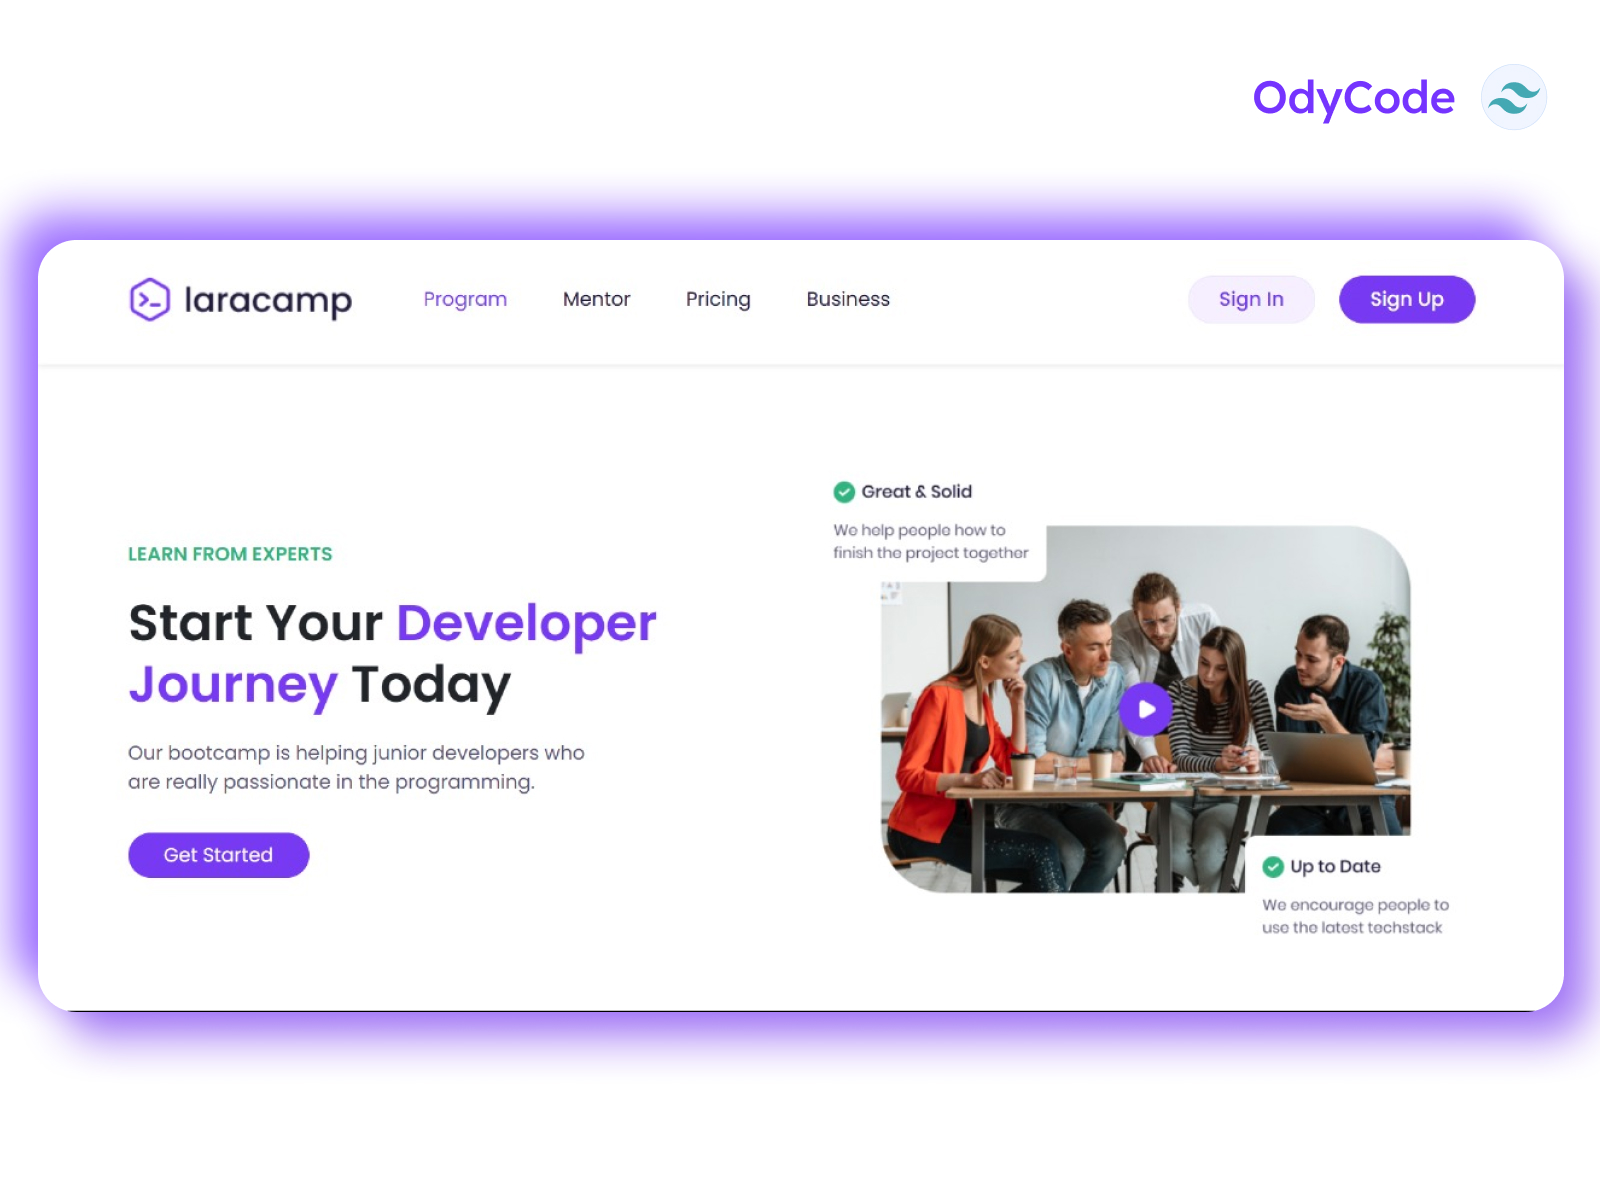 OdyCode
laracamp
Program
Mentor
Pricing
Business
Sign In
Sign Up
LEARN FROM EXPERTS
Start Your Developer
Journey Today
Our bootcamp is helping junior developers who
are really passionate in the programming.
Get Started
Great & Solid
We help people how to
finish the project together
Up to Date
We encourage people to
use the latest techstack